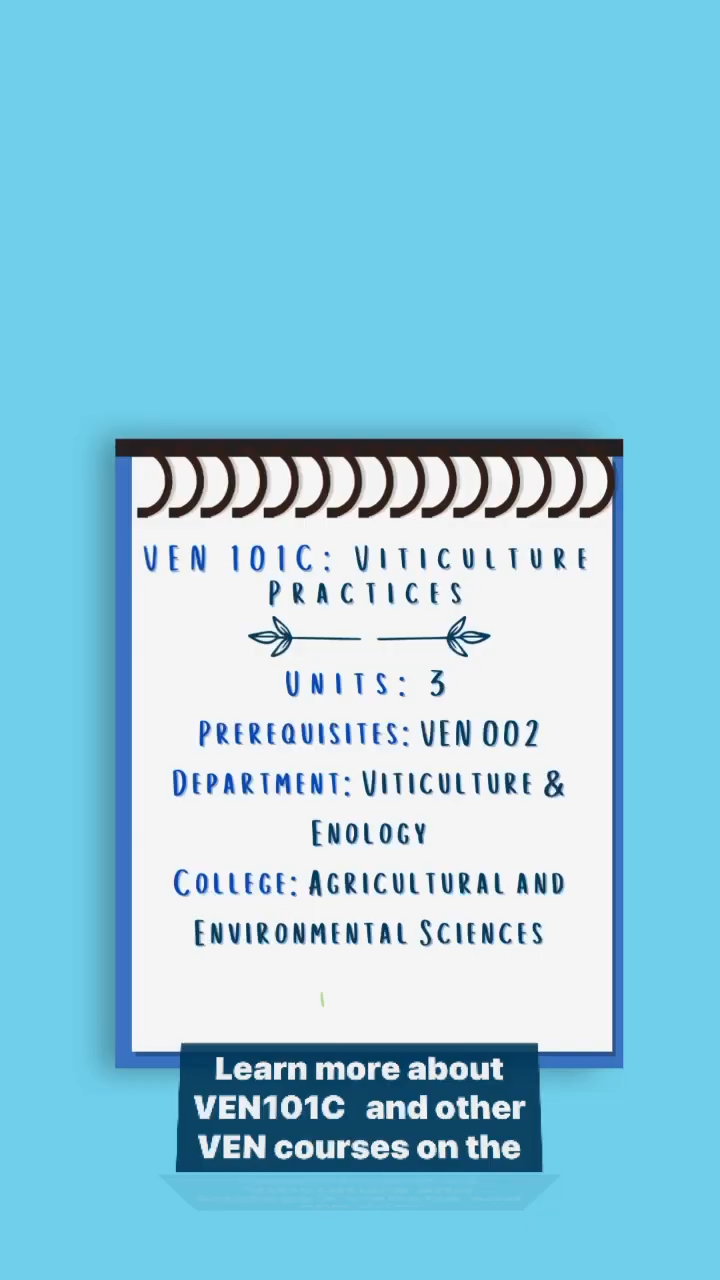 VEN 101C: VITICULTURE
PRACTICES
UNITS: 3
PREREQUISITES: VEN 002
DEPARTMENT: VITICULTURE &
ENOLOGY
COLLEGE: AGRICULTURAL AND
ENVIRONMENTAL SCIENCES
Learn more about
VEN101C and other
VEN courses on the